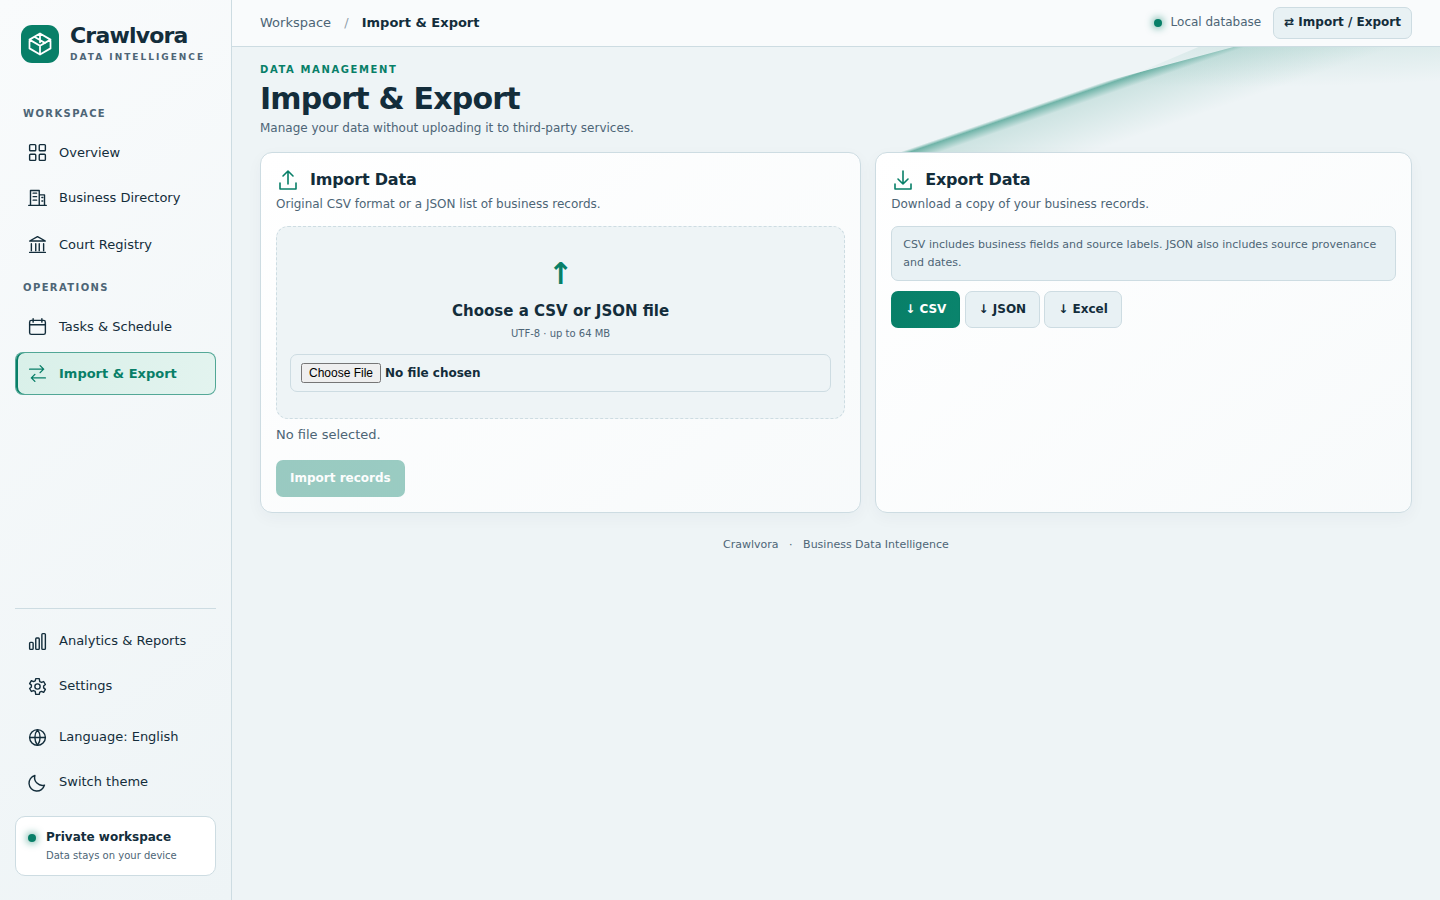 Crawlvora
DATA INTELLIGENCE
WORKSPACE
Overview
Business Directory
Court Registry
OPERATIONS
Tasks & Schedule
Import & Export
Analytics & Reports
Settings
Language: English
Switch theme
Private workspace
Data stays on your device
Workspace / Import & Export
Local database
⇄ Import / Export
DATA MANAGEMENT
Import & Export
Manage your data without uploading it to third-party services.
Import Data
Original CSV format or a JSON list of business records.
↑
Choose a CSV or JSON file
UTF-8 · up to 64 MB
Choose File No file chosen
No file selected.
Import records
Export Data
Download a copy of your business records.
CSV includes business fields and source labels. JSON also includes source provenance
and dates.
↓ CSV ↓ JSON ↓ Excel
Crawlvora · Business Data Intelligence